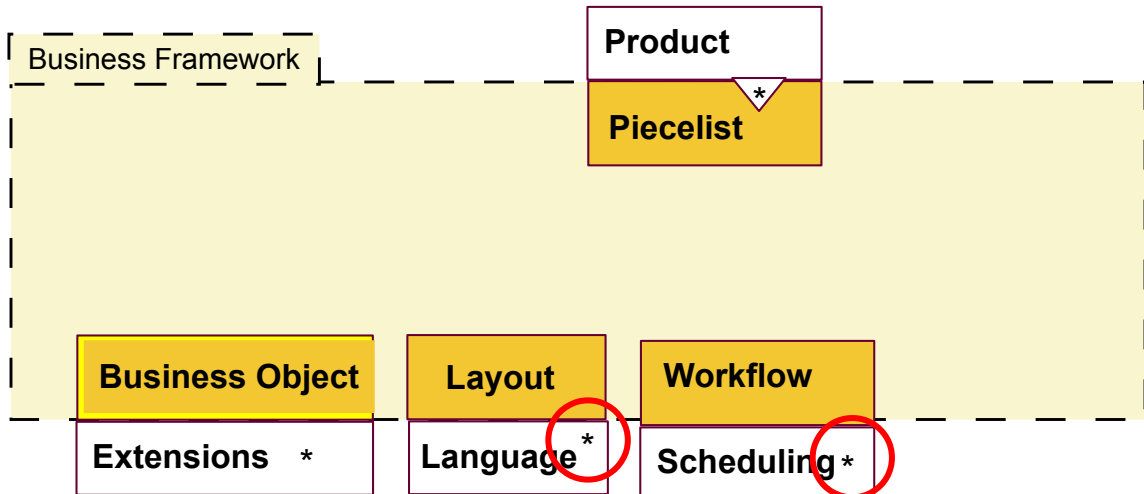 Business Framework
Product
*
Piecelist
Business Object
Layout
Workflow
Extensions *
Language *
Scheduling *